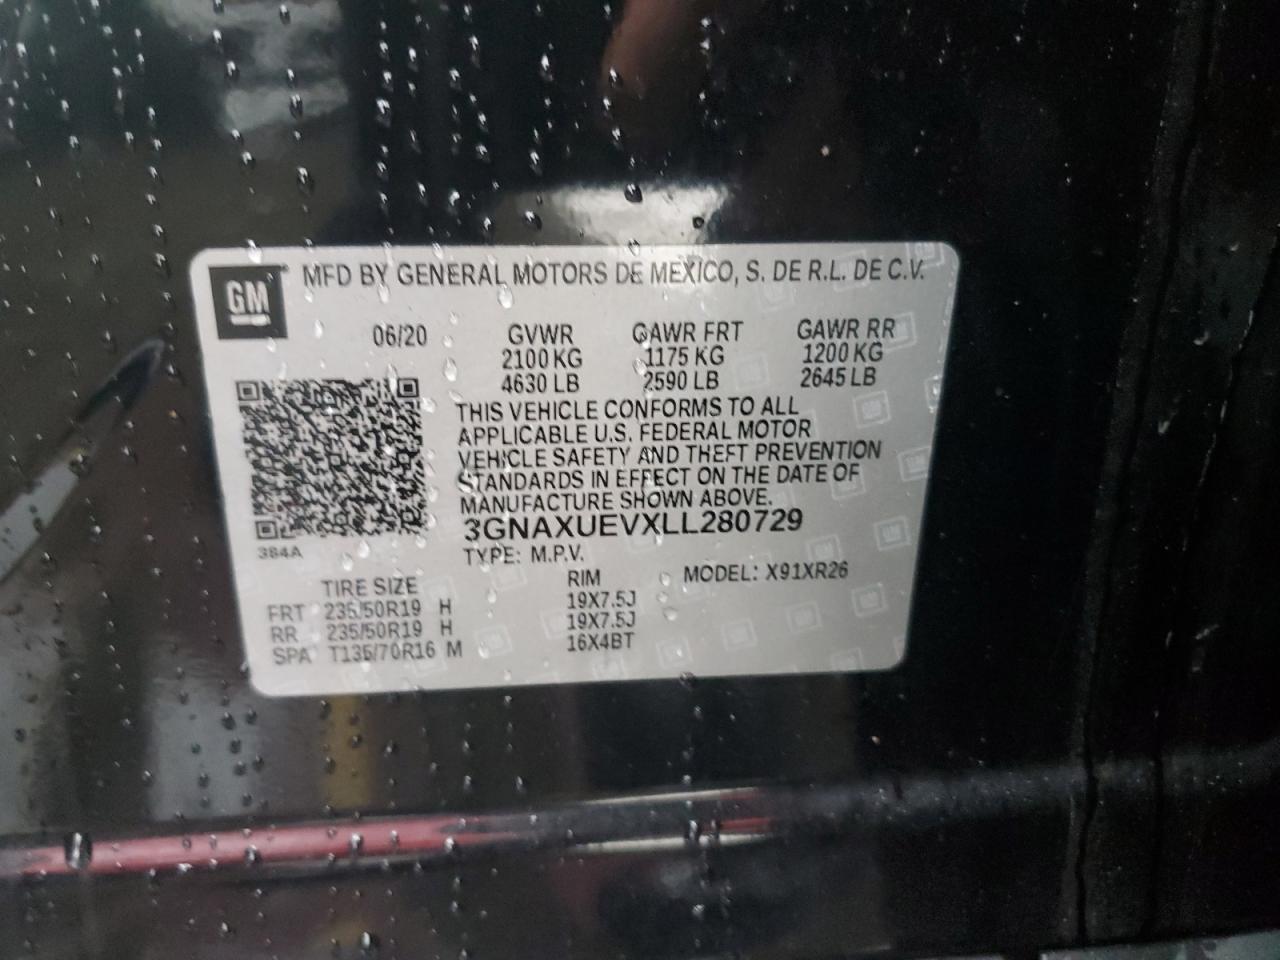 GM
MFD BY GENERAL MOTORS DE MEXICO, S. DE R.L. DE C.V.
06/20 GVWR GAWR FRT GAWR RR
2100 KG 1175 KG 1200 KG
4630 LB 2590 LB 2645 LB
THIS VEHICLE CONFORMS TO ALL
APPLICABLE U.S. FEDERAL MOTOR
VEHICLE SAFETY AND THEFT PREVENTION
STANDARDS IN EFFECT ON THE DATE OF
MANUFACTURE SHOWN ABOVE.
3GNAXUEVXLL280729
384A
TYPE: M.P.V.
MODEL: X91XR26
TIRE SIZE RIM
FRT 235/50R19 H 19X7.5J
RR 235/50R19 H 19X7.5J
SPA T135/70R16 M 16X4BT